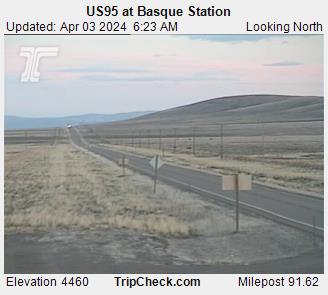 US95 at Basque Station
Updated: Apr 03 2024 6:23 AM Looking North
Elevation 4460 TripCheck.com Milepost 91.62